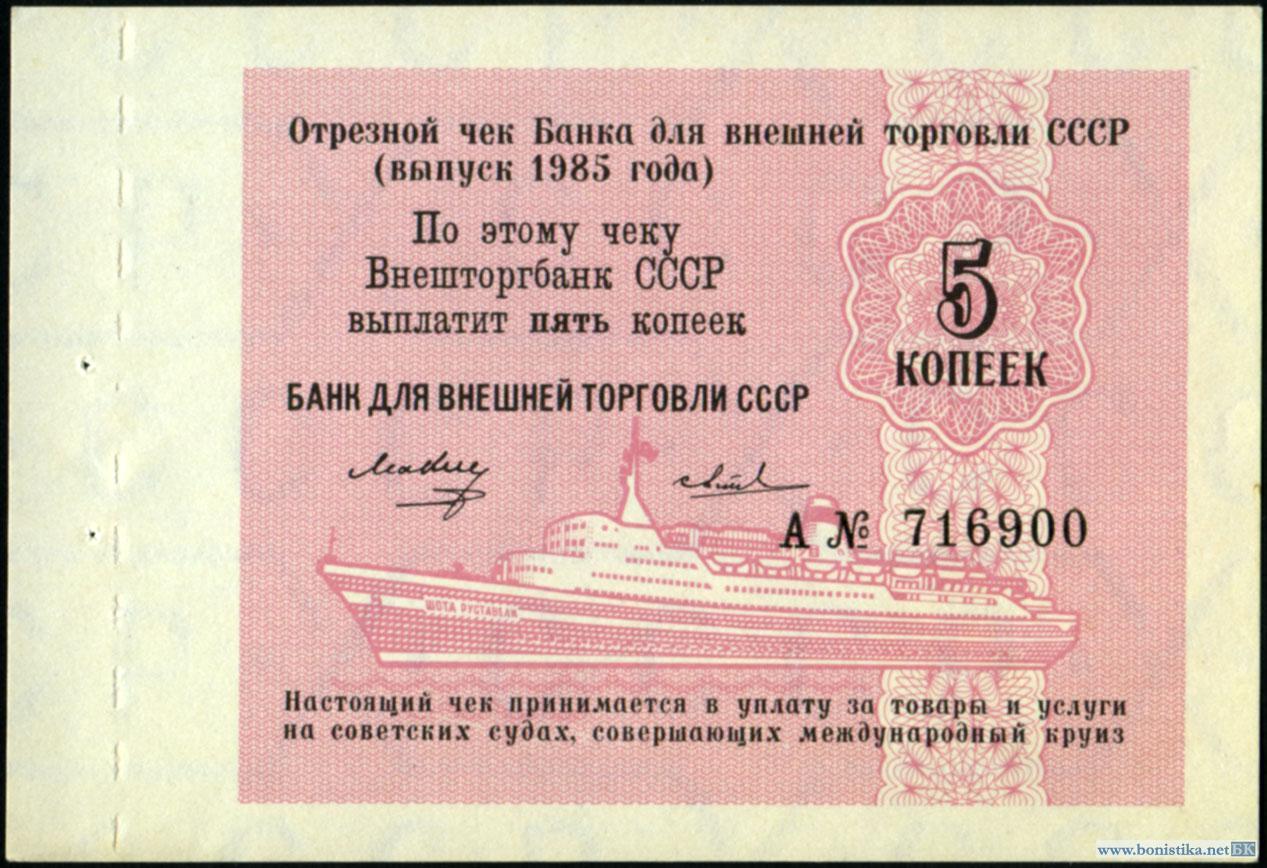 Отрезной чек Банка для внешней торговли СССР
(выпуск 1985 года)
По этому чеку
Внешторгбанк СССР
выплатит пять копеек
5
КОПЕЕК
БАНК ДЛЯ ВНЕШНЕЙ ТОРГОВЛИ СССР
А № 716900
ШОТА РУСТАВЕЛИ
Настоящий чек принимается в уплату за товары и услуги
на советских судах, совершающих международный круиз
www.bonistika.net БК